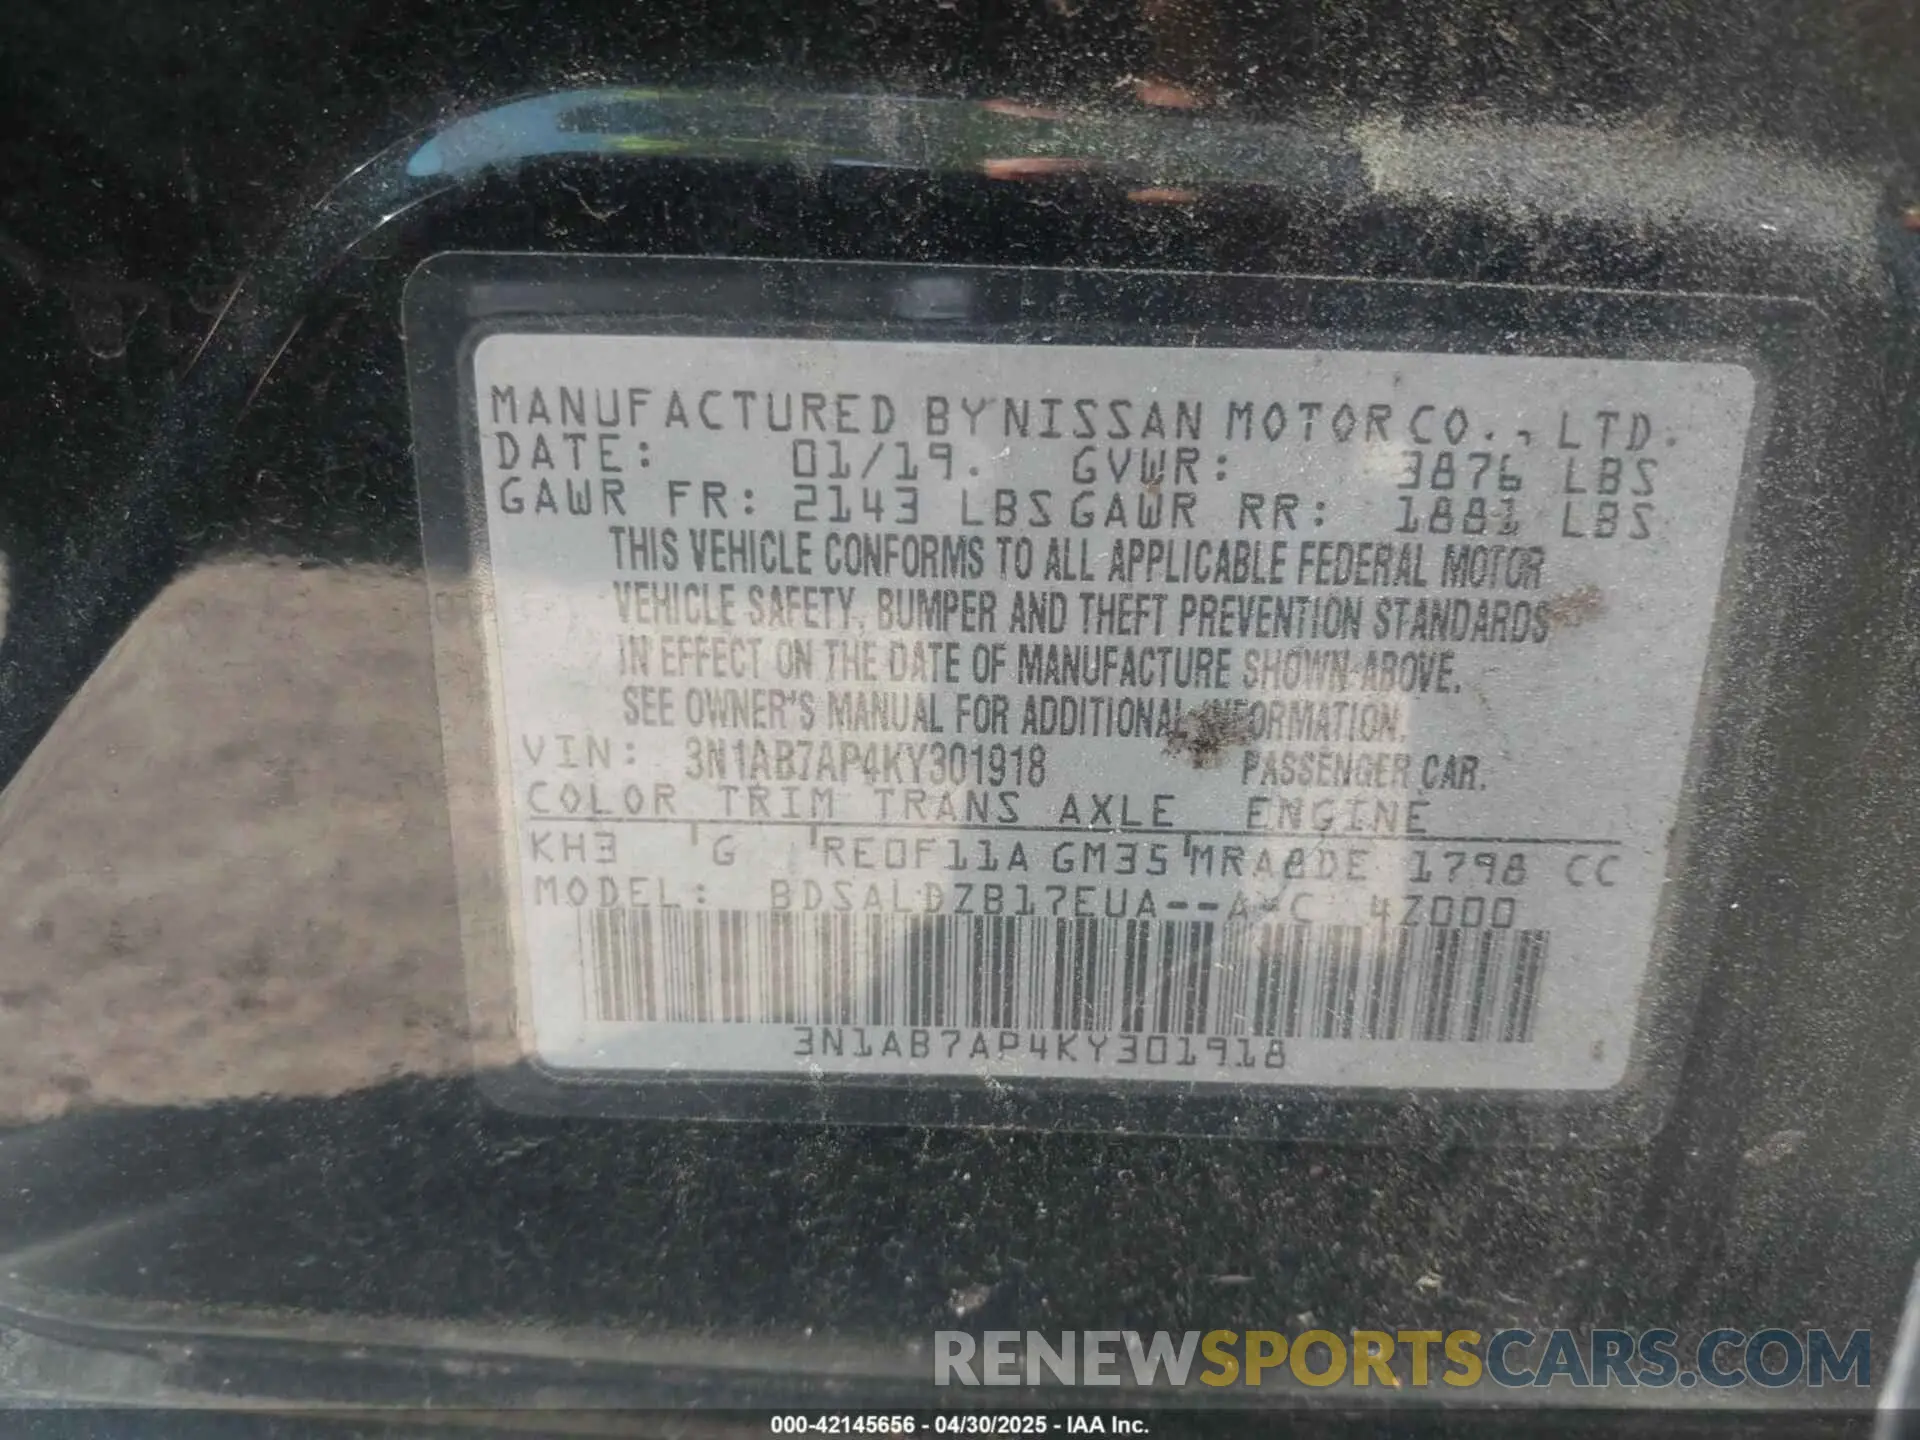 MANUFACTURED BY NISSAN MOTOR CO., LTD.
DATE: 01/19. GVWR: 3876 LBS
GAWR FR: 2143 LBS GAWR RR: 1881 LBS
THIS VEHICLE CONFORMS TO ALL APPLICABLE FEDERAL MOTOR
VEHICLE SAFETY, BUMPER AND THEFT PREVENTION STANDARDS
IN EFFECT ON THE DATE OF MANUFACTURE SHOWN ABOVE.
SEE OWNER'S MANUAL FOR ADDITIONAL INFORMATION.
VIN: 3N1AB7AP4KY301918 PASSENGER CAR.
COLOR TRIM TRANS AXLE ENGINE
KH3 G RE0F11A GM35 MRA8DE 1798 CC
MODEL: BDSALDZB17EUA--A-C 4Z000
3N1AB7AP4KY301918
RENEWSPORTSCARS.COM
000-42145656 - 04/30/2025 - IAA Inc.